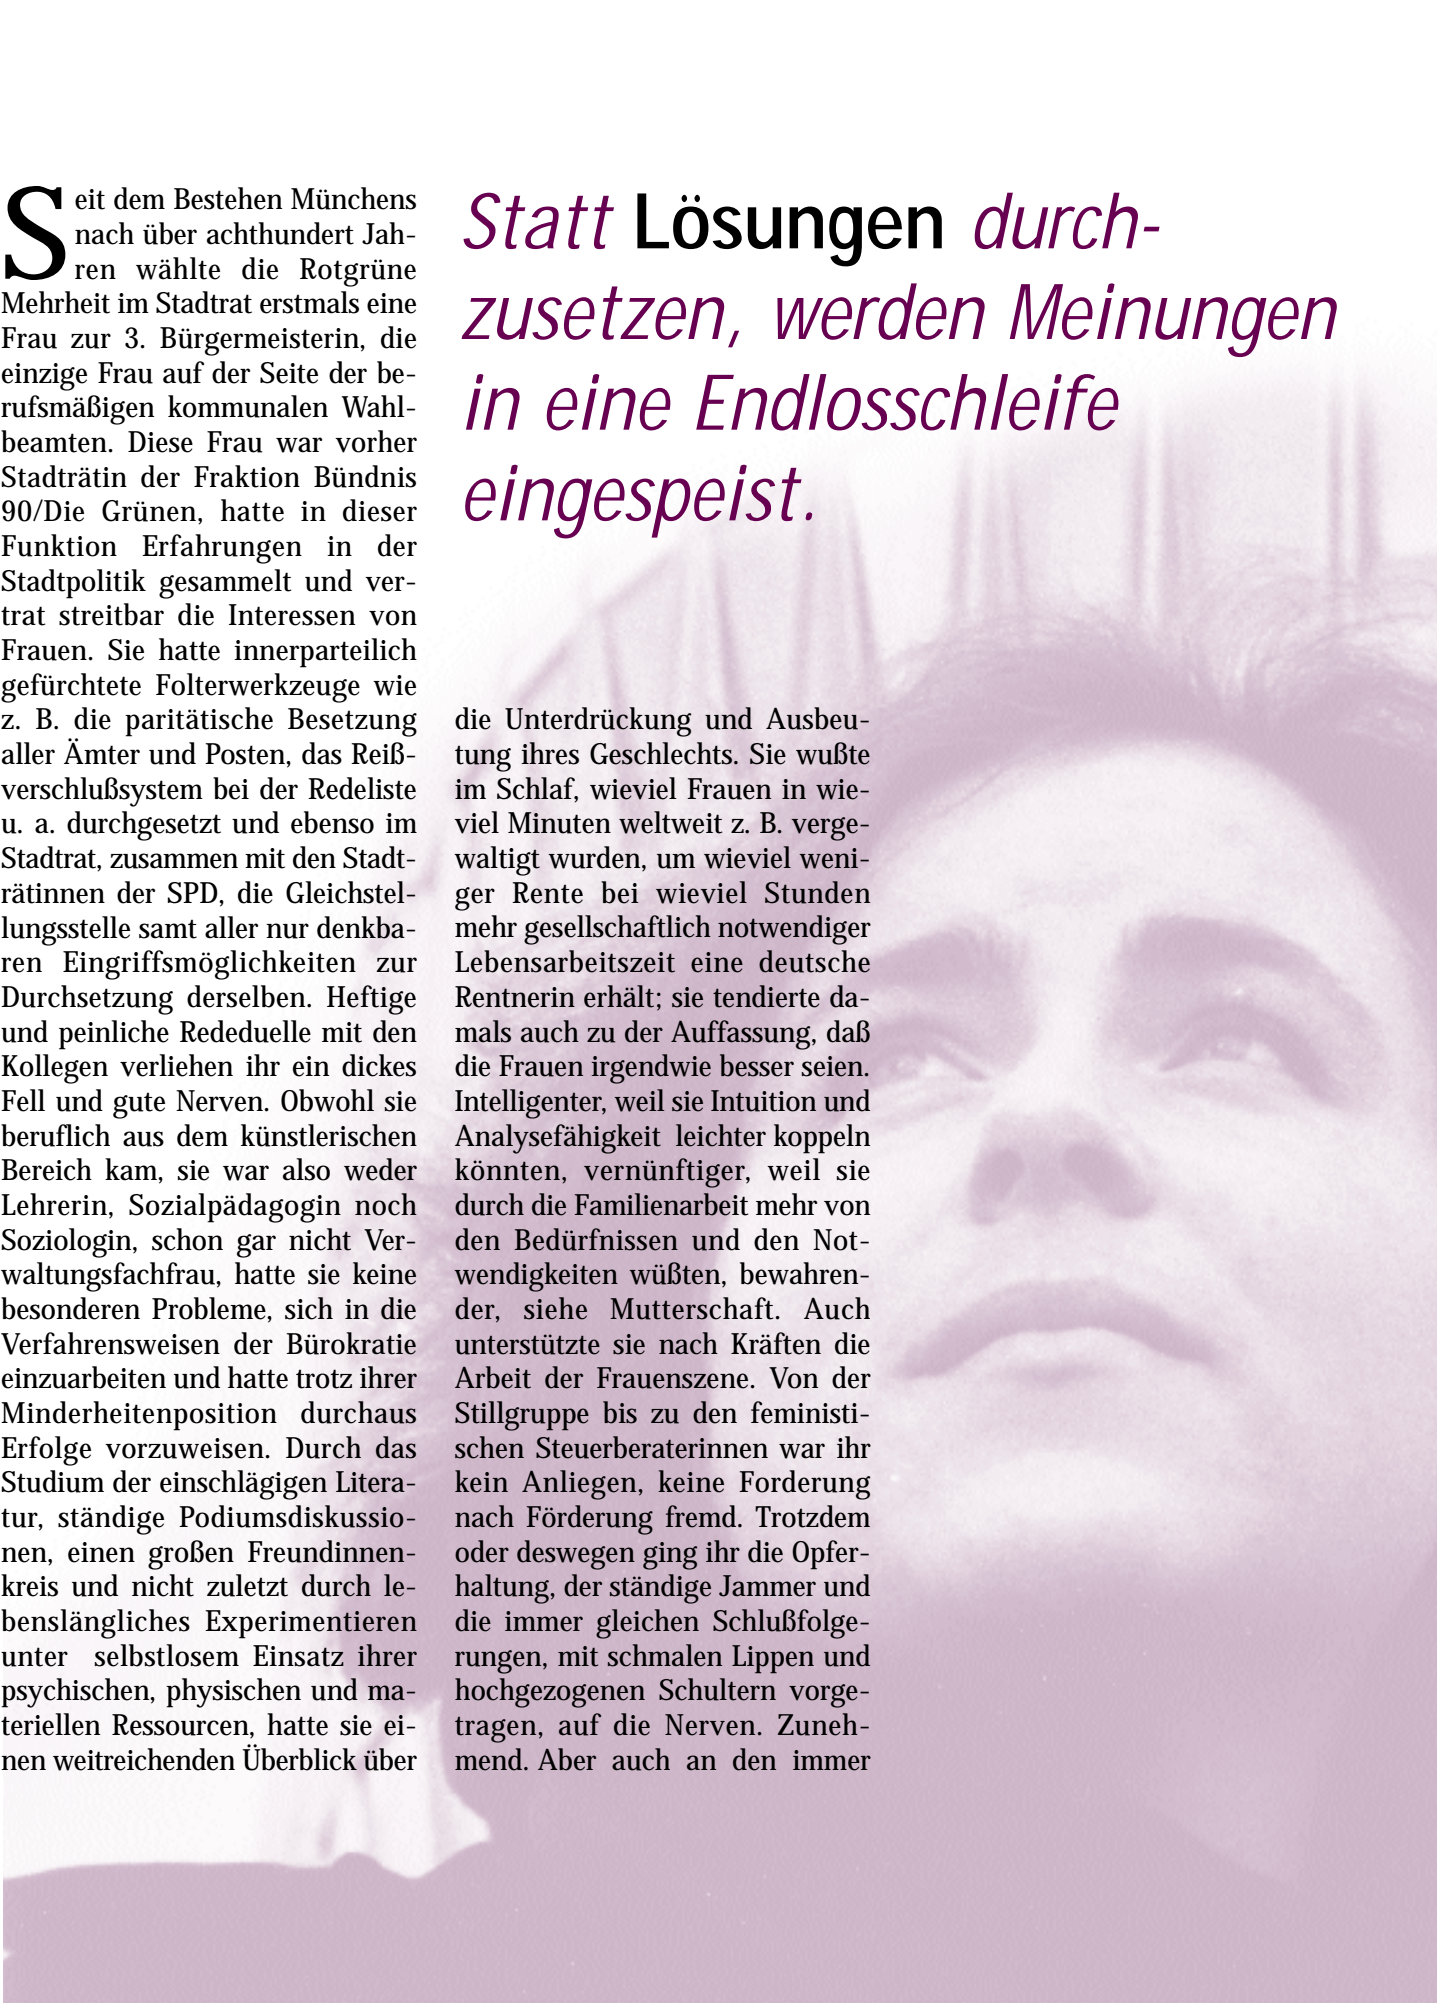 Seit dem Bestehen Münchens
nach über achthundert Jah-
ren wählte die Rotgrüne
Mehrheit im Stadtrat erstmals eine
Frau zur 3. Bürgermeisterin, die
einzige Frau auf der Seite der be-
rufsmäßigen kommunalen Wahl-
beamten. Diese Frau war vorher
Stadträtin der Fraktion Bündnis
90/Die Grünen, hatte in dieser
Funktion Erfahrungen in der
Stadtpolitik gesammelt und ver-
trat streitbar die Interessen von
Frauen. Sie hatte innerparteilich
gefürchtete Folterwerkzeuge wie
z. B. die paritätische Besetzung
aller Ämter und Posten, das Reiß-
verschlußsystem bei der Redeliste
u. a. durchgesetzt und ebenso im
Stadtrat, zusammen mit den Stadt-
rätinnen der SPD, die Gleichstel-
lungsstelle samt aller nur denkba-
ren Eingriffsmöglichkeiten zur
Durchsetzung derselben. Heftige
und peinliche Rededuelle mit den
Kollegen verliehen ihr ein dickes
Fell und gute Nerven. Obwohl sie
beruflich aus dem künstlerischen
Bereich kam, sie war also weder
Lehrerin, Sozialpädagogin noch
Soziologin, schon gar nicht Ver-
waltungsfachfrau, hatte sie keine
besonderen Probleme, sich in die
Verfahrensweisen der Bürokratie
einzuarbeiten und hatte trotz ihrer
Minderheitenposition durchaus
Erfolge vorzuweisen. Durch das
Studium der einschlägigen Litera-
tur, ständige Podiumsdiskussio-
nen, einen großen Freundinnen-
kreis und nicht zuletzt durch le-
benslängliches Experimentieren
unter selbstlosem Einsatz ihrer
psychischen, physischen und ma-
teriellen Ressourcen, hatte sie ei-
nen weitreichenden Überblick über
Statt Lösungen durch-
zusetzen, werden Meinungen
in eine Endlosschleife
eingespeist.
die Unterdrückung und Ausbeu-
tung ihres Geschlechts. Sie wußte
im Schlaf, wieviel Frauen in wie-
viel Minuten weltweit z. B. verge-
waltigt wurden, um wieviel weni-
ger Rente bei wieviel Stunden
mehr gesellschaftlich notwendiger
Lebensarbeitszeit eine deutsche
Rentnerin erhält; sie tendierte da-
mals auch zu der Auffassung, daß
die Frauen irgendwie besser seien.
Intelligenter, weil sie Intuition und
Analysefähigkeit leichter koppeln
könnten, vernünftiger, weil sie
durch die Familienarbeit mehr von
den Bedürfnissen und den Not-
wendigkeiten wüßten, bewahren-
der, siehe Mutterschaft. Auch
unterstützte sie nach Kräften die
Arbeit der Frauenszene. Von der
Stillgruppe bis zu den feministi-
schen Steuerberaterinnen war ihr
kein Anliegen, keine Forderung
nach Förderung fremd. Trotzdem
oder deswegen ging ihr die Opfer-
haltung, der ständige Jammer und
die immer gleichen Schlußfolge-
rungen, mit schmalen Lippen und
hochgezogenen Schultern vorge-
tragen, auf die Nerven. Zuneh-
mend. Aber auch an den immer